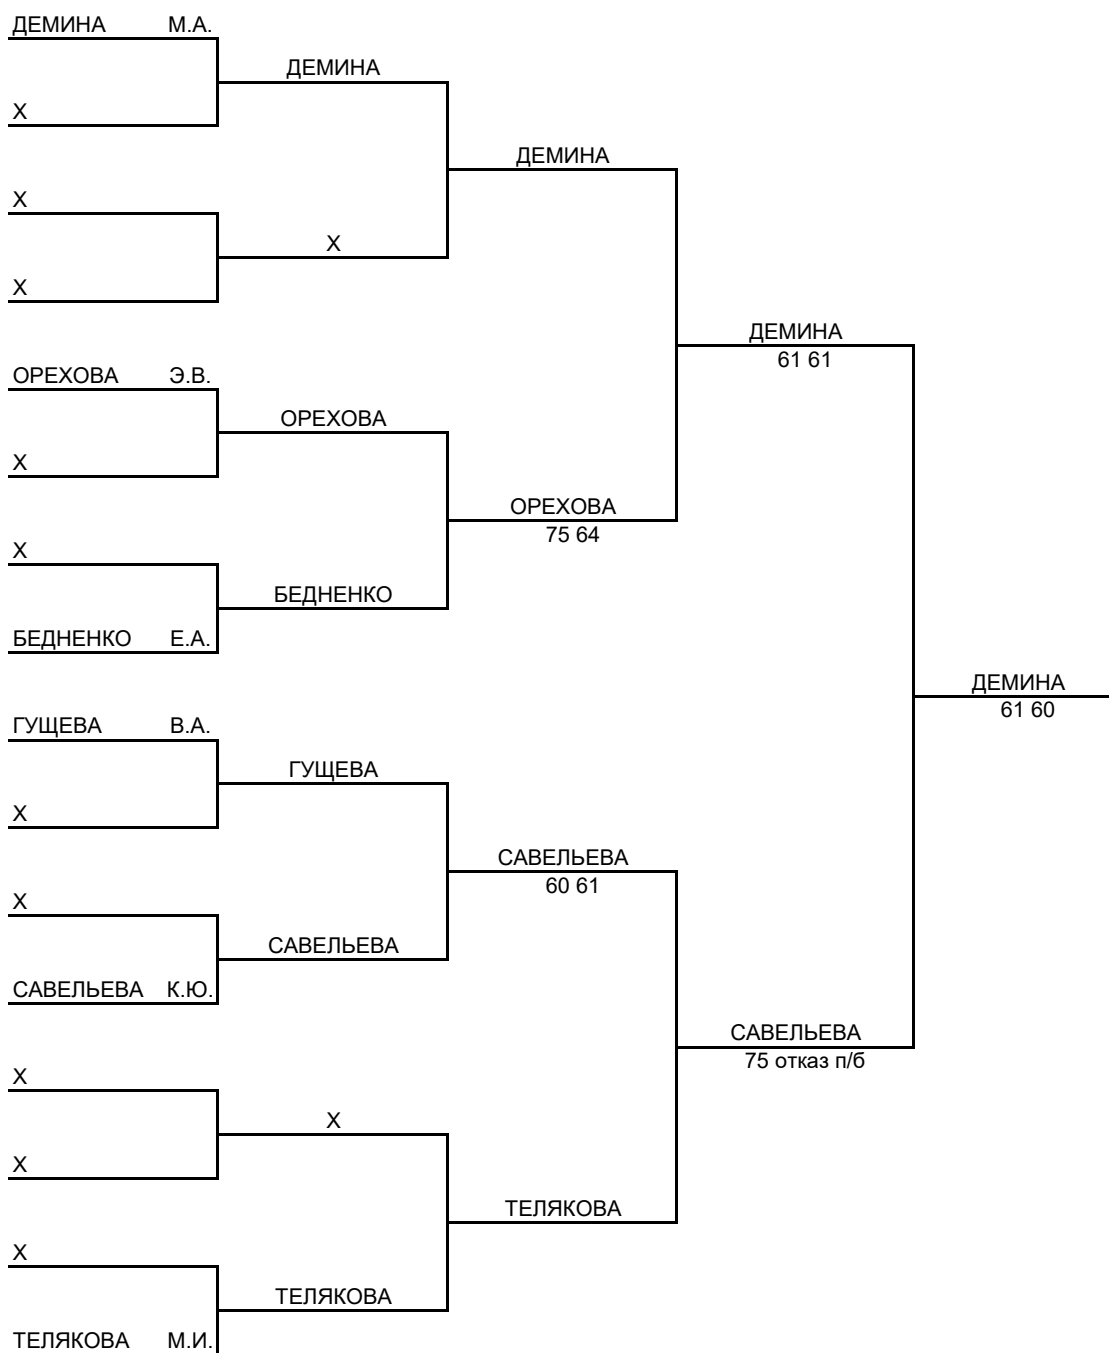 ДЕМИНА М.А.
ДЕМИНА
Х
ДЕМИНА
Х
Х
Х
ДЕМИНА
61 61
ОРЕХОВА Э.В.
ОРЕХОВА
Х
ОРЕХОВА
75 64
Х
БЕДНЕНКО
БЕДНЕНКО Е.А.
ДЕМИНА
61 60
ГУЩЕВА В.А.
ГУЩЕВА
Х
САВЕЛЬЕВА
60 61
Х
САВЕЛЬЕВА
САВЕЛЬЕВА К.Ю.
САВЕЛЬЕВА
75 отказ п/б
Х
Х
Х
ТЕЛЯКОВА
Х
ТЕЛЯКОВА
ТЕЛЯКОВА М.И.